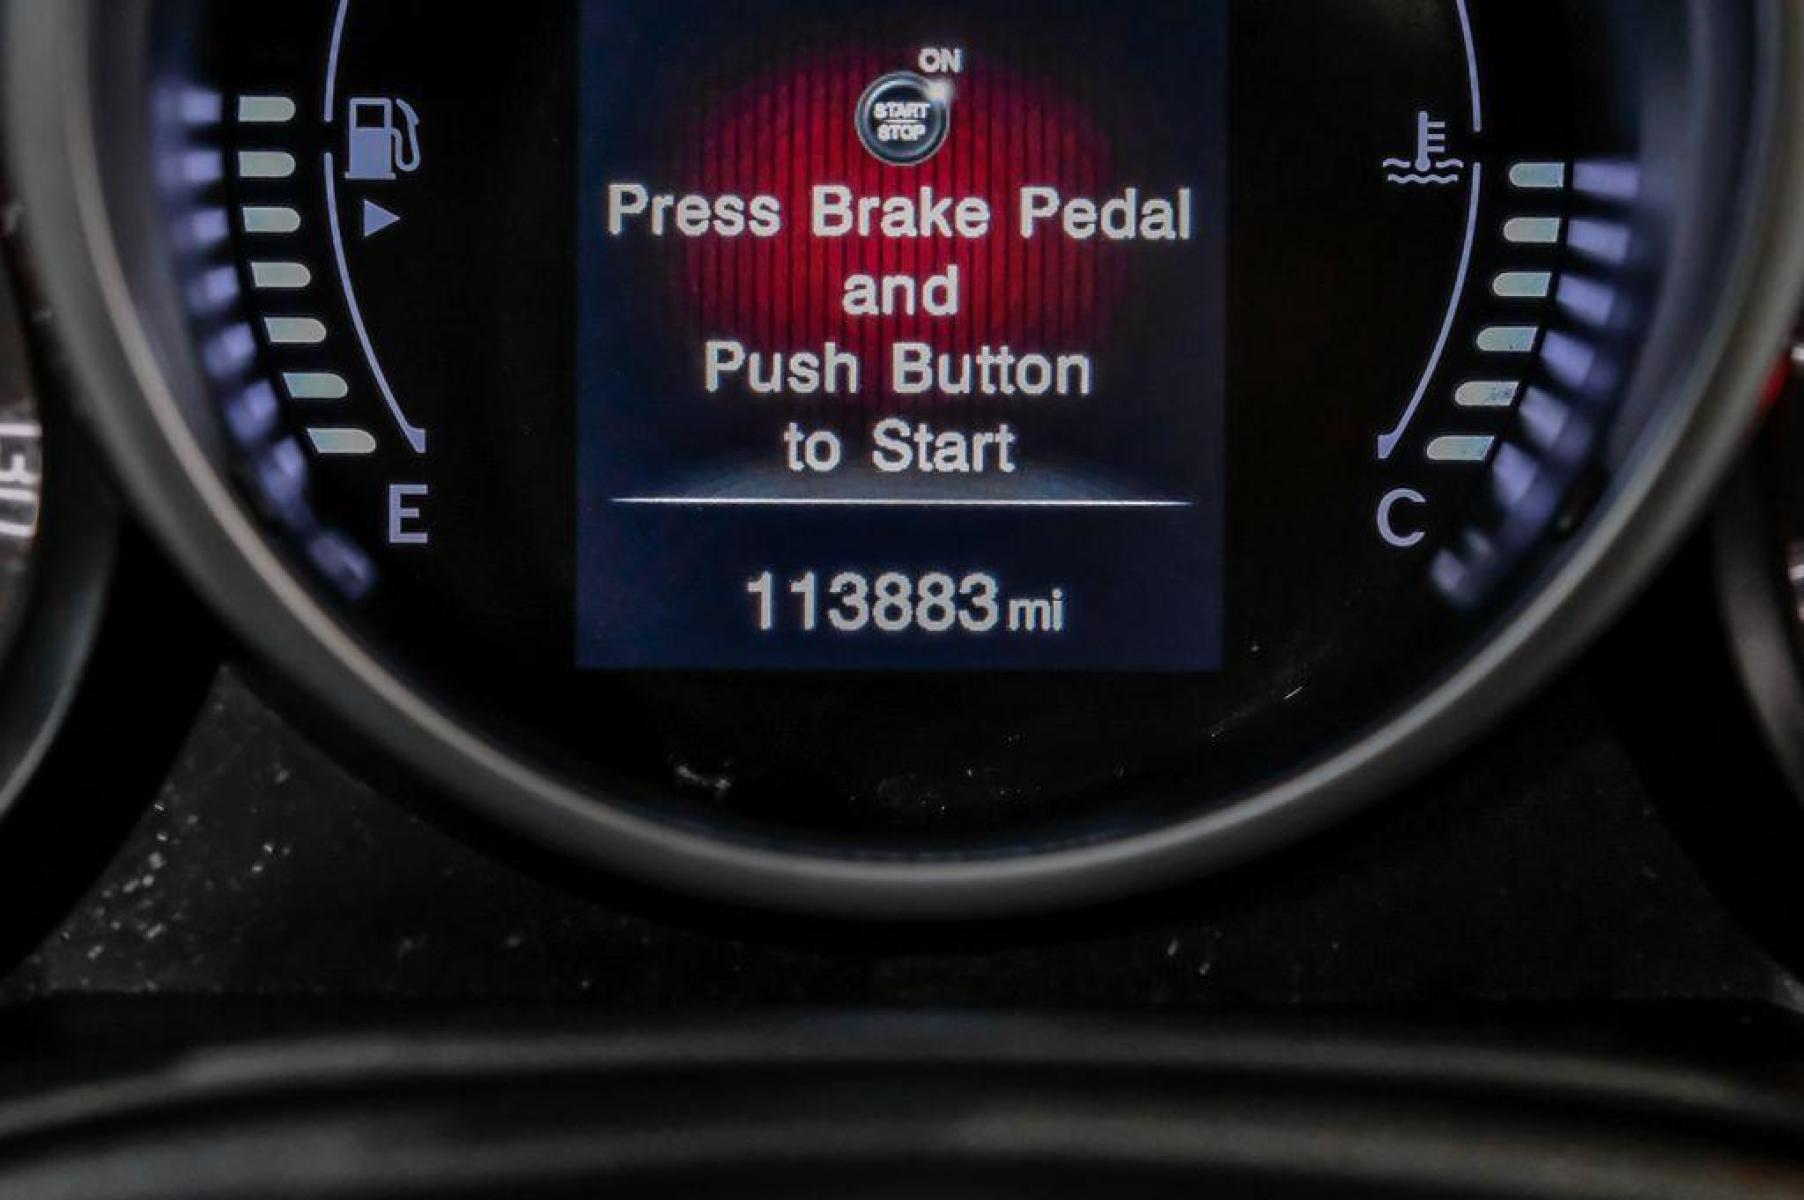 ON
START
STOP
Press Brake Pedal
and
Push Button
to Start
E
C
113883 mi